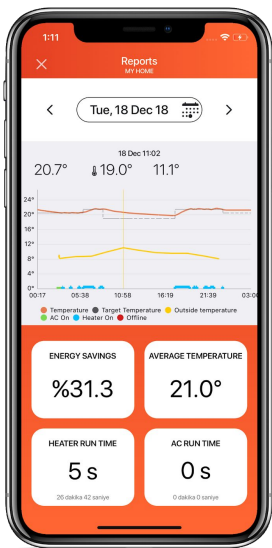 1:11
Reports
MY HOME
Tue, 18 Dec 18
18 Dec 11:02
20.7° 19.0° 11.1°
24°
20°
16°
12°
8°
4°
0°
00:17 05:38 10:58 16:19 21:39 03:00
Temperature Target Temperature Outside temperature
AC On Heater On Offline
ENERGY SAVINGS
%31.3
AVERAGE TEMPERATURE
21.0°
HEATER RUN TIME
5 s
26 dakika 42 saniye
AC RUN TIME
0 s
0 dakika 0 saniye